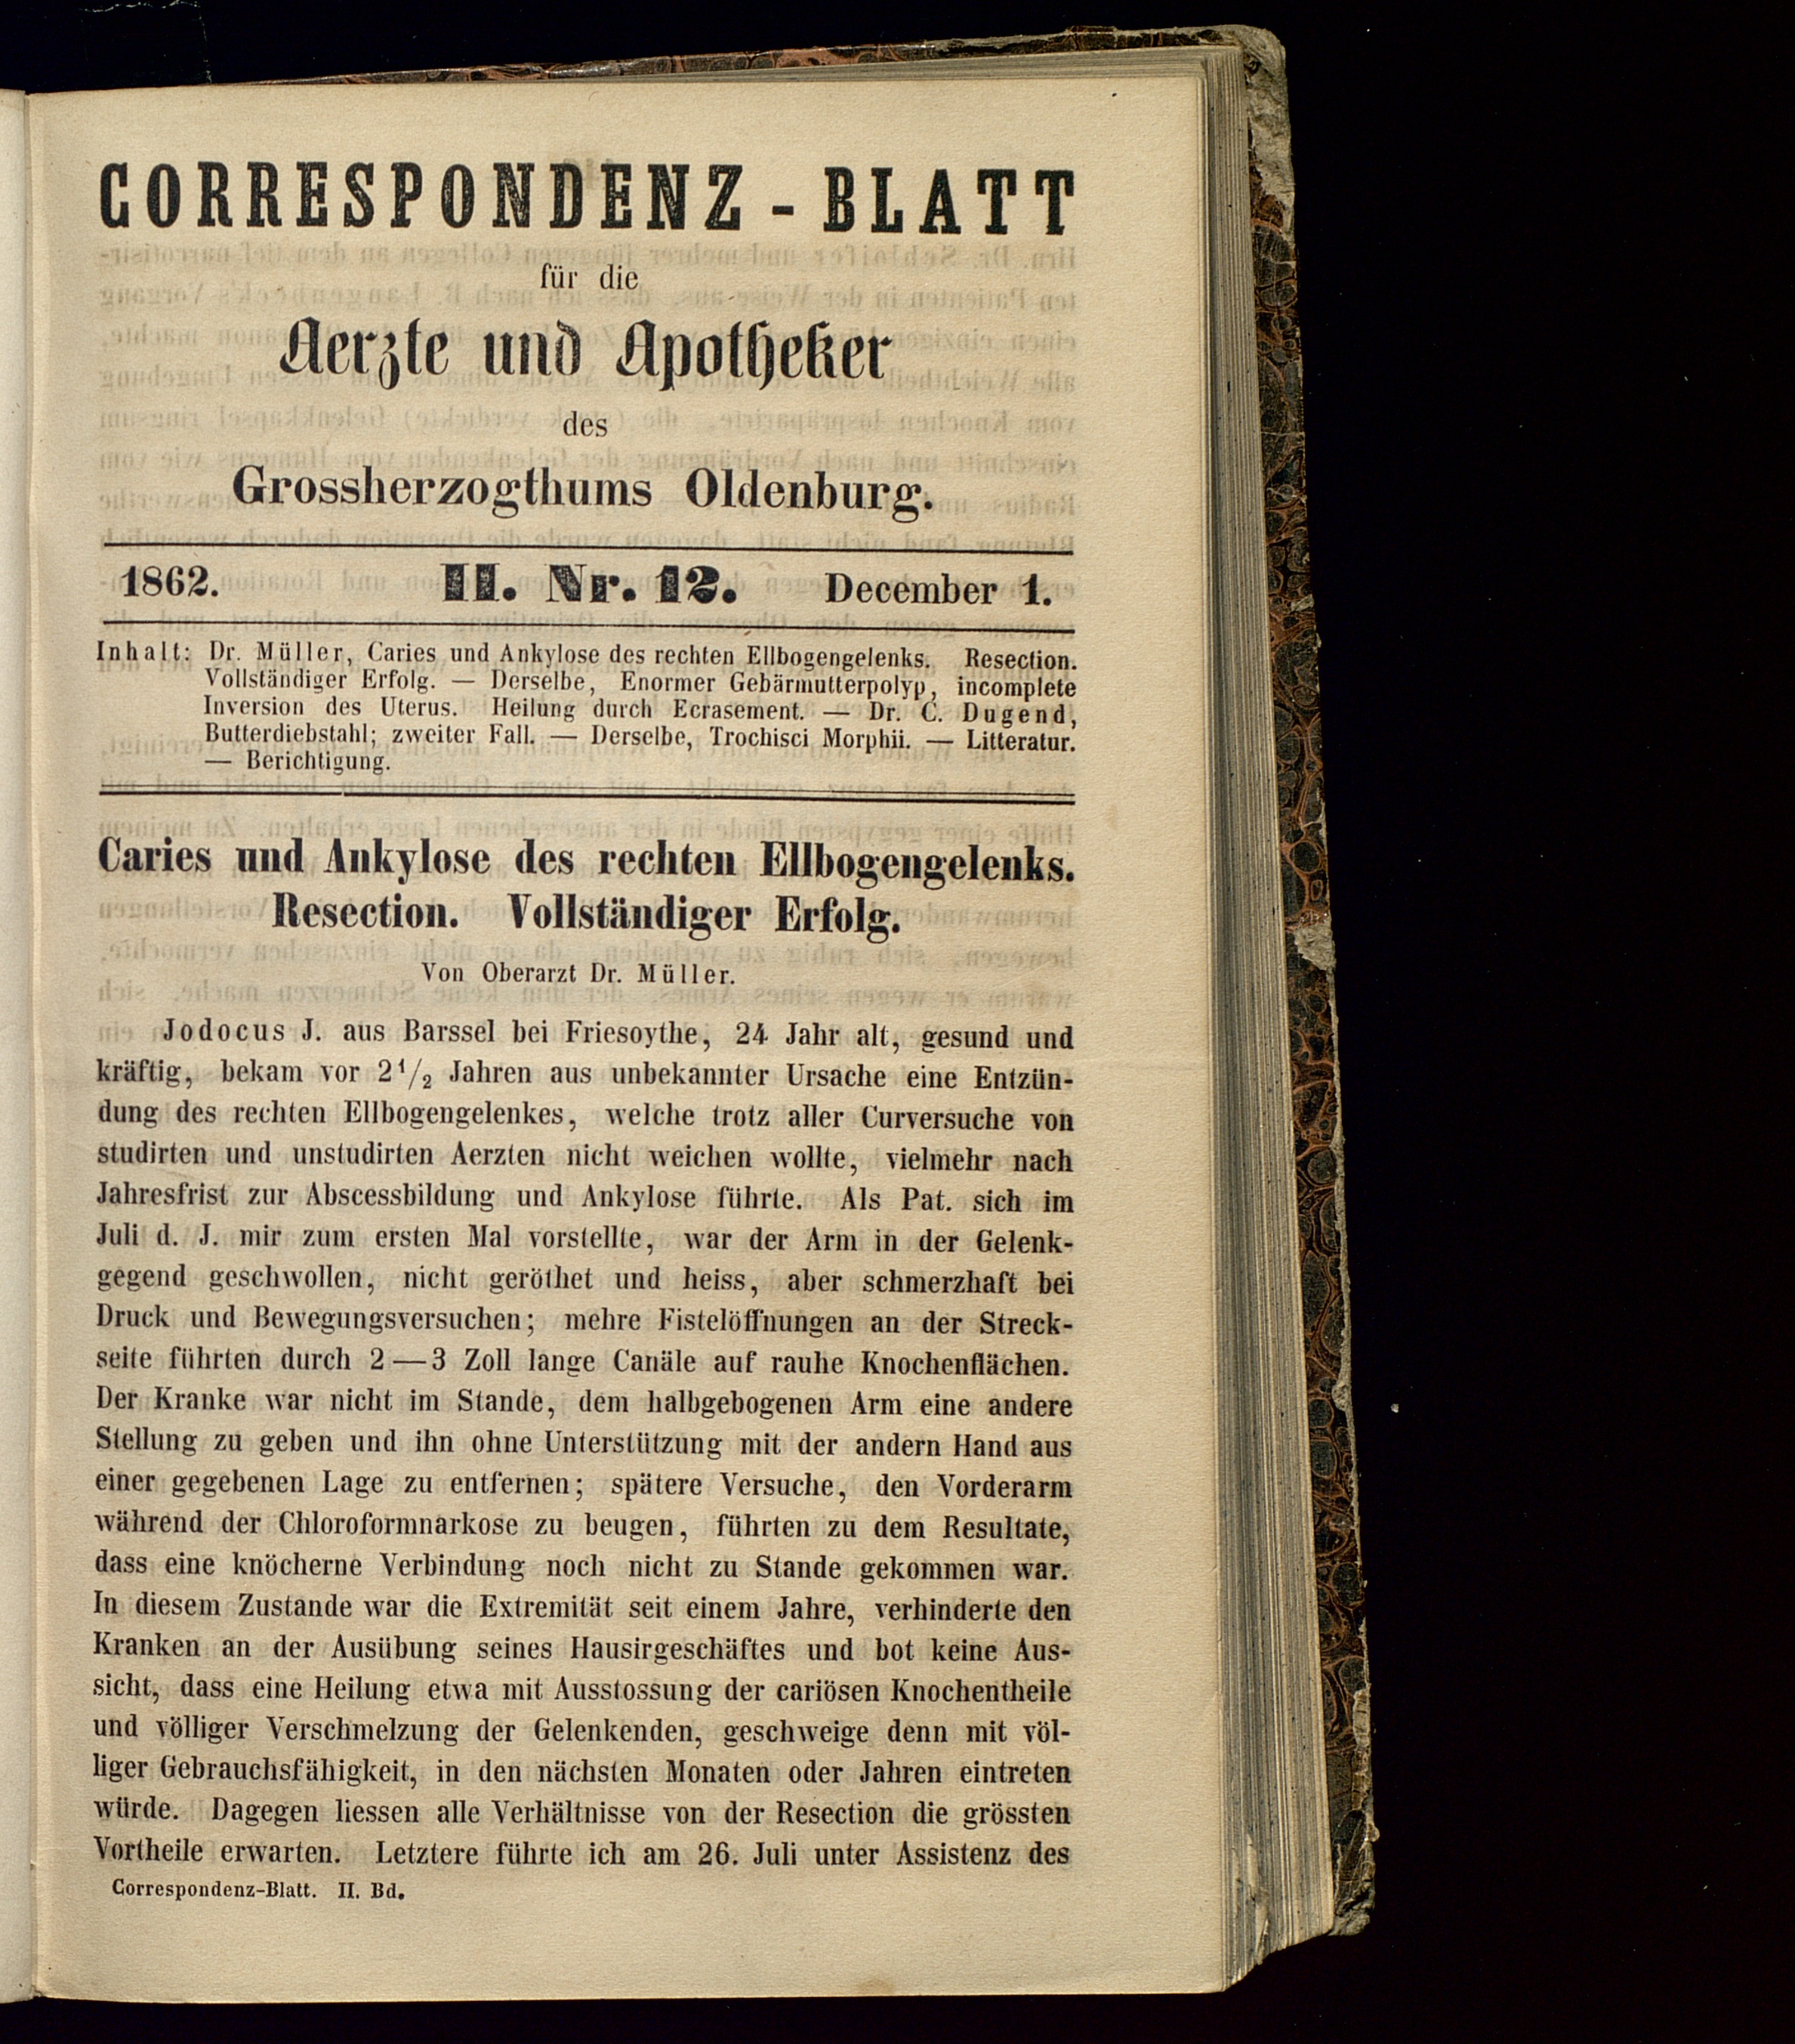 CORRESPONDENZ-BLATT
für die
Aerzte und Apotheker
des
Grossherzogthums Oldenburg.
1862. II. Nr. 12. December 1.
Inhalt: Dr. Müller, Caries und Ankylose des rechten Ellbogengelenks. Resection.
Vollständiger Erfolg. — Derselbe, Enormer Gebärmutterpolyp, incomplete
Inversion des Uterus. Heilung durch Ecrasement. — Dr. C. Dugend,
Butterdiebstahl; zweiter Fall. — Derselbe, Trochisci Morphii. — Litteratur.
— Berichtigung.
Caries und Ankylose des rechten Ellbogengelenks.
Resection. Vollständiger Erfolg.
Von Oberarzt Dr. Müller.
Jodocus J. aus Barssel bei Friesoythe, 24 Jahr alt, gesund und
kräftig, bekam vor 2 1/2 Jahren aus unbekannter Ursache eine Entzün-
dung des rechten Ellbogengelenkes, welche trotz aller Curversuche von
studirten und unstudirten Aerzten nicht weichen wollte, vielmehr nach
Jahresfrist zur Abscessbildung und Ankylose führte. Als Pat. sich im
Juli d. J. mir zum ersten Mal vorstellte, war der Arm in der Gelenk-
gegend geschwollen, nicht geröthet und heiss, aber schmerzhaft bei
Druck und Bewegungsversuchen; mehre Fistelöffnungen an der Streck-
seite führten durch 2—3 Zoll lange Canäle auf rauhe Knochenflächen.
Der Kranke war nicht im Stande, dem halbgebogenen Arm eine andere
Stellung zu geben und ihn ohne Unterstützung mit der andern Hand aus
einer gegebenen Lage zu entfernen; spätere Versuche, den Vorderarm
während der Chloroformnarkose zu beugen, führten zu dem Resultate,
dass eine knöcherne Verbindung noch nicht zu Stande gekommen war.
In diesem Zustande war die Extremität seit einem Jahre, verhinderte den
Kranken an der Ausübung seines Hausirgeschäftes und bot keine Aus-
sicht, dass eine Heilung etwa mit Ausstossung der cariösen Knochentheile
und völliger Verschmelzung der Gelenkenden, geschweige denn mit völ-
liger Gebrauchsfähigkeit, in den nächsten Monaten oder Jahren eintreten
würde. Dagegen liessen alle Verhältnisse von der Resection die grössten
Vortheile erwarten. Letztere führte ich am 26. Juli unter Assistenz des
Correspondenz-Blatt. II. Bd.